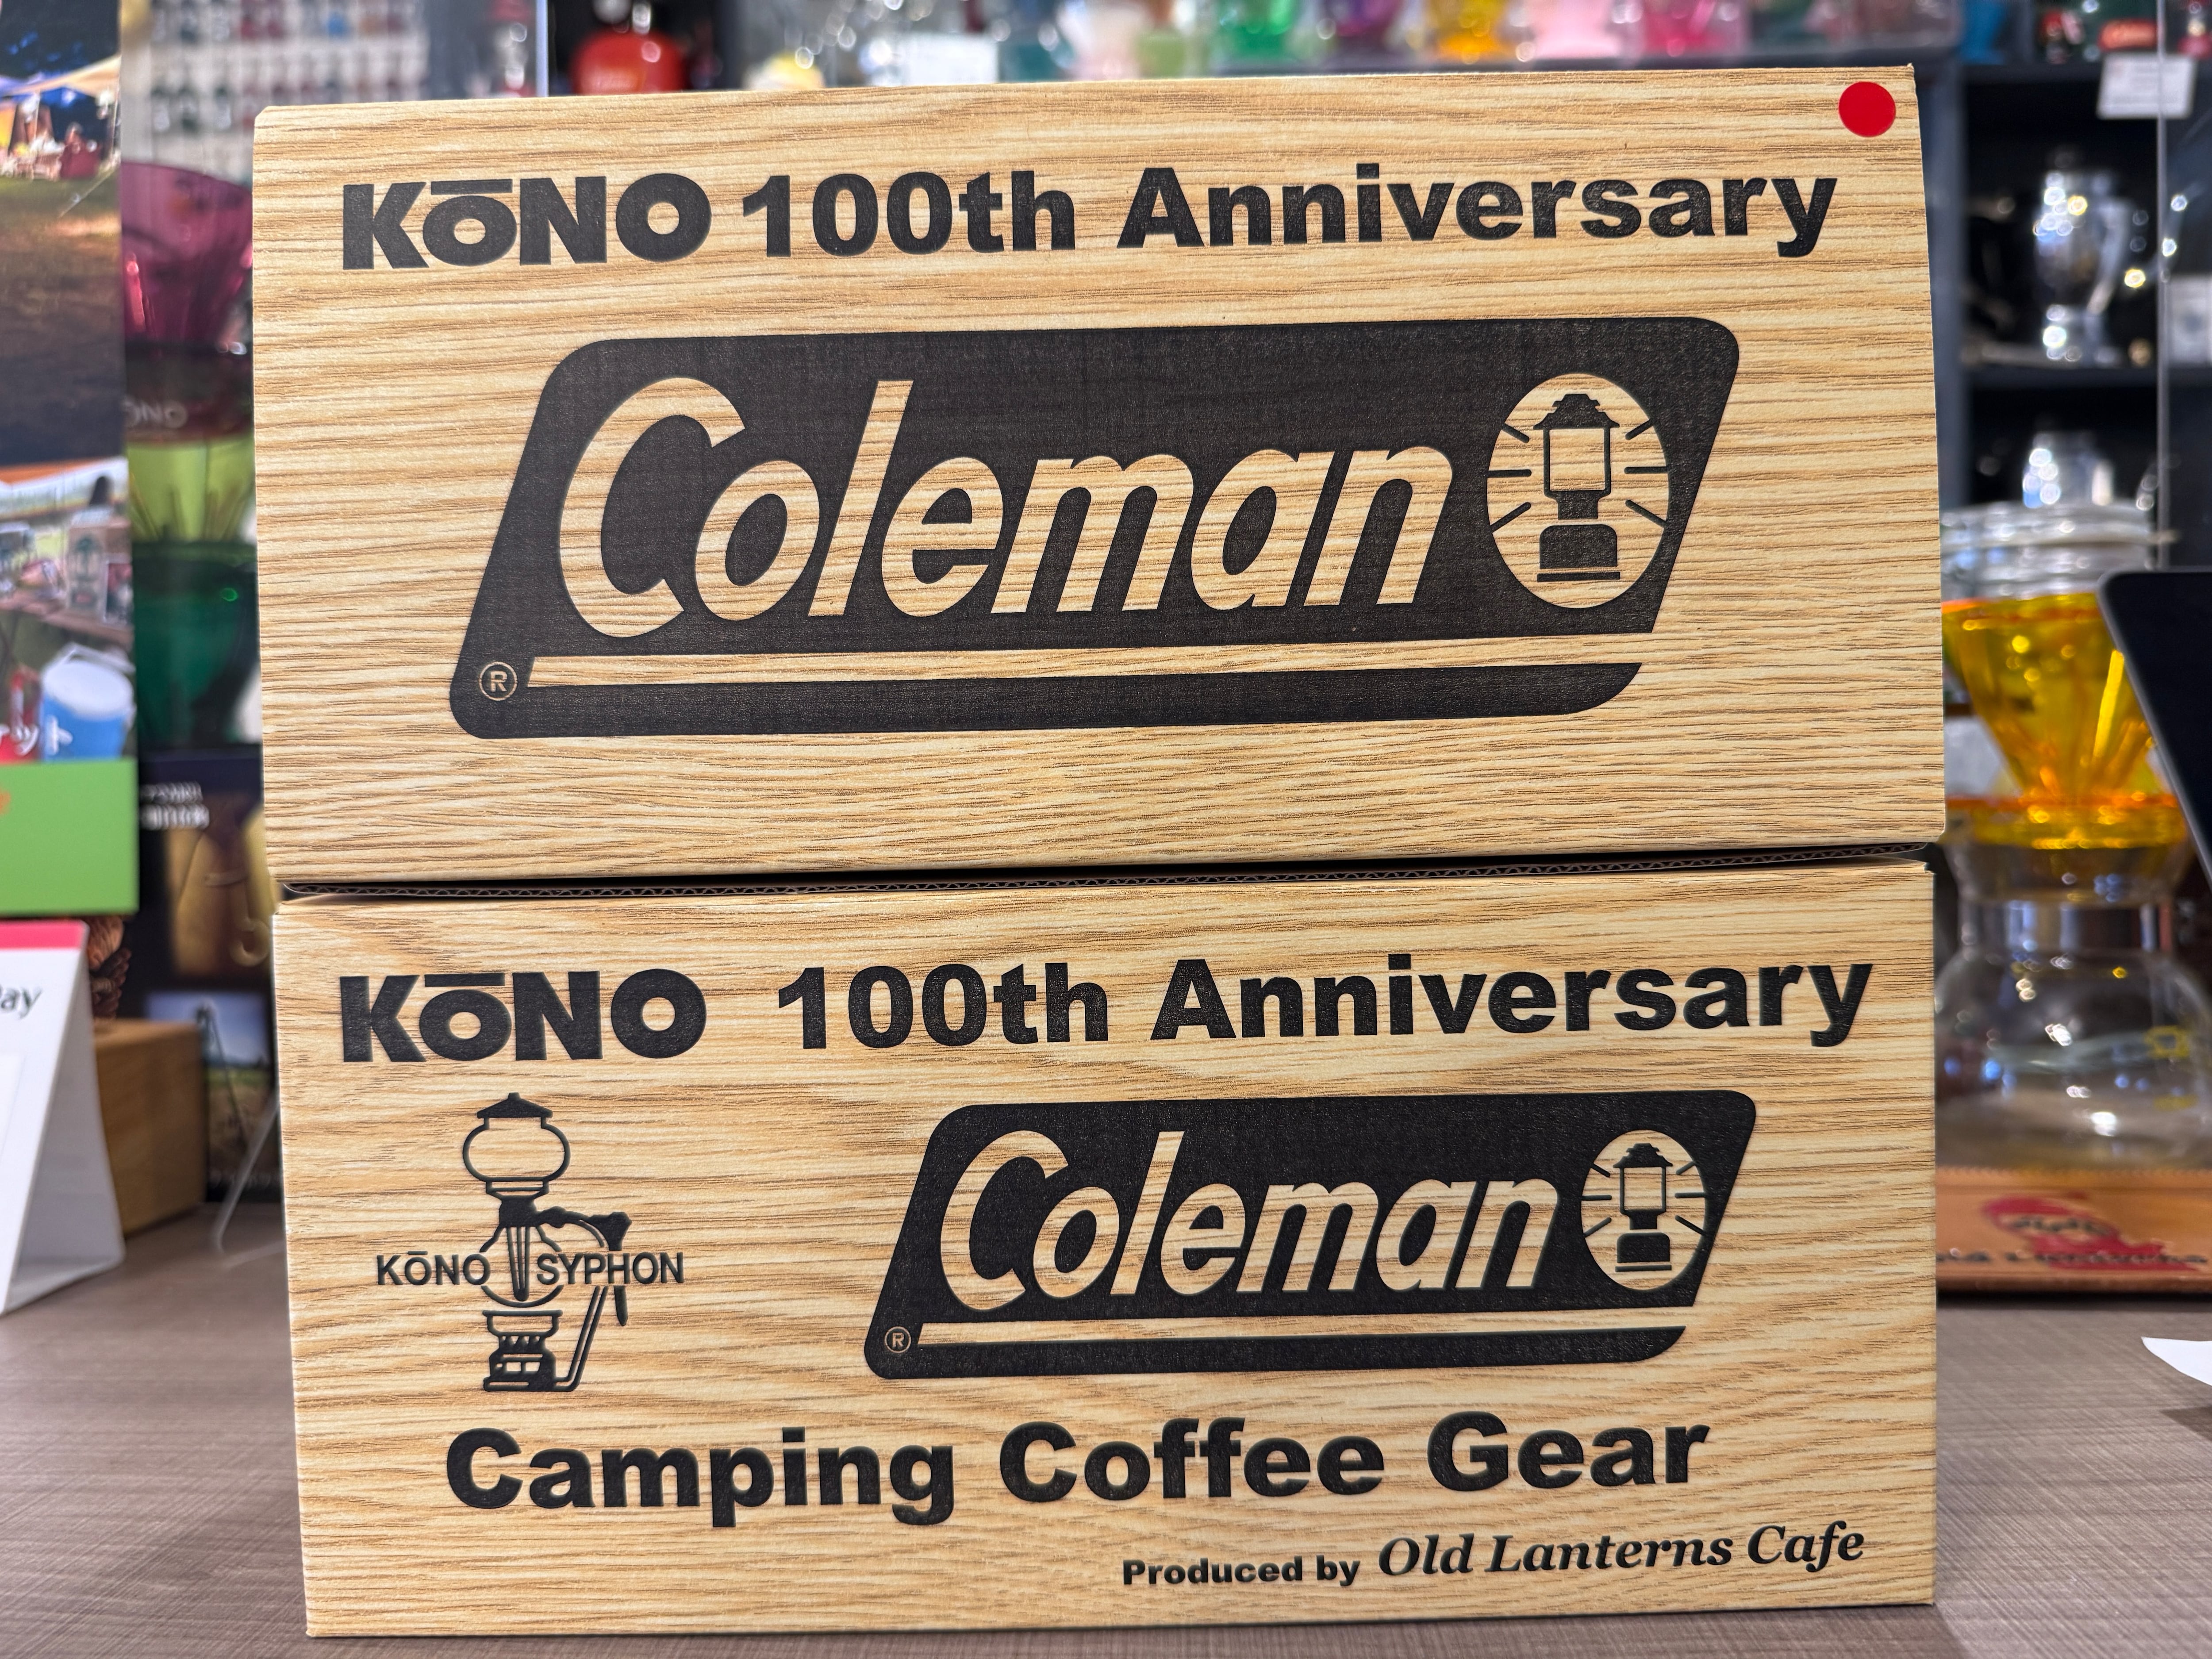 KōNO 100th Anniversary
Coleman
®
KōNO 100th Anniversary
KŌNO SYPHON
Coleman
®
Camping Coffee Gear
Produced by Old Lanterns Cafe